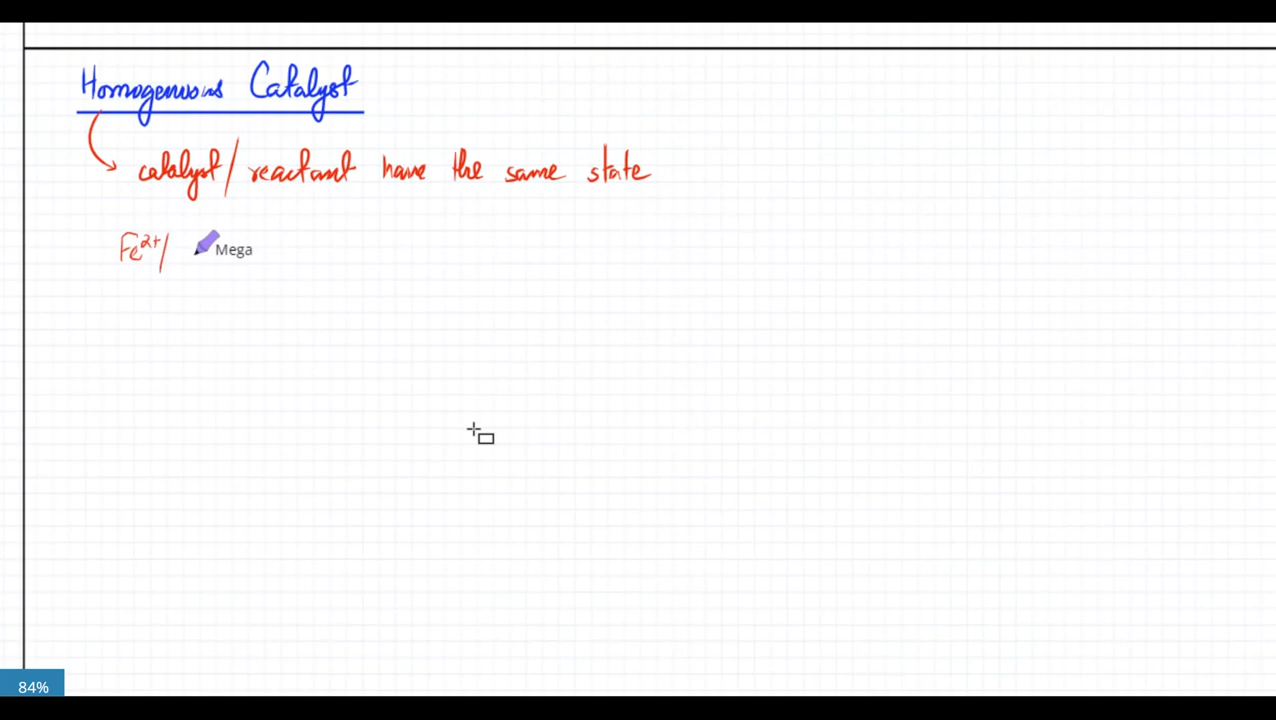 Homogenous Catalyst
catalyst/reactant have the same state
Fe²⁺/
Mega
84%